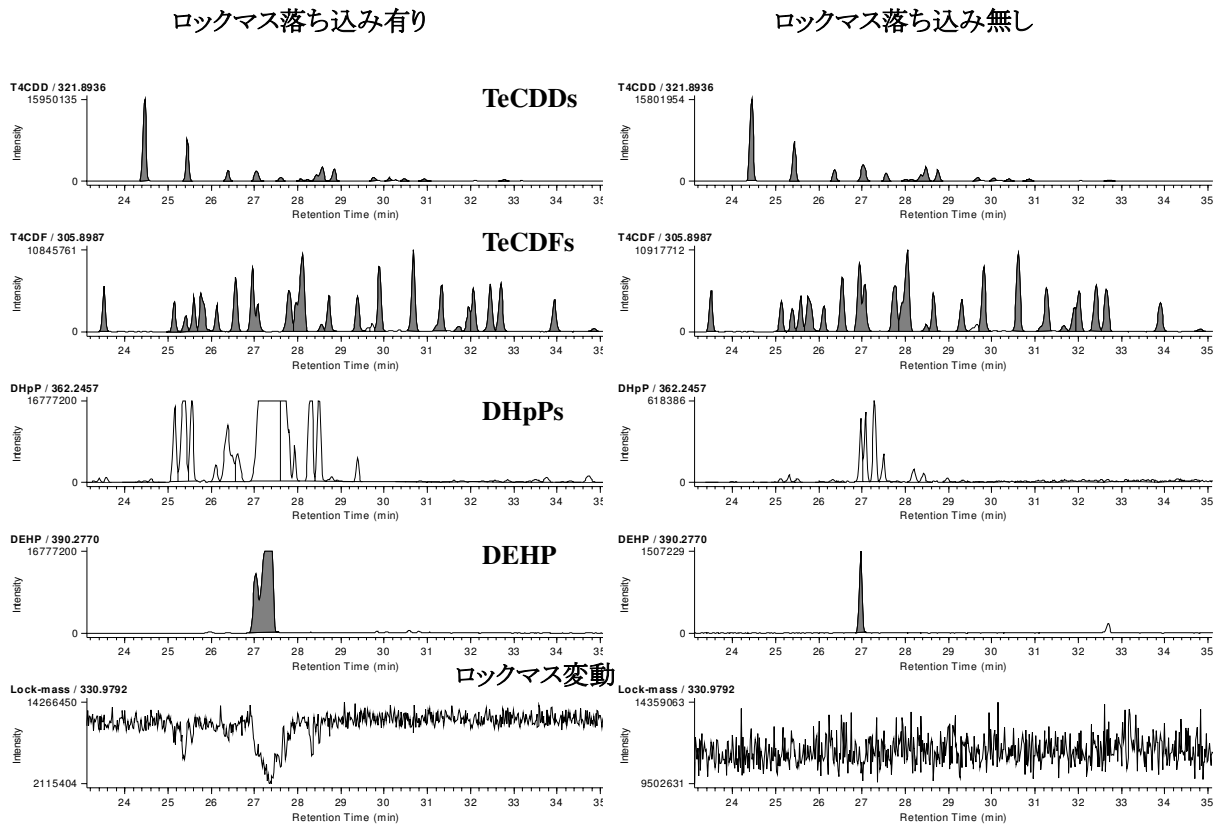 ロックマス落ち込み有り
T4CDD / 321.8936
TeCDDs
15950135
Intensity
0
24 25 26 27 28 29 30 31 32 33 34 35
Retention Time (min)
T4CDF / 305.8987
TeCDFs
10845761
Intensity
0
24 25 26 27 28 29 30 31 32 33 34 35
Retention Time (min)
DHpP / 362.2457
DHpPs
16777200
Intensity
0
24 25 26 27 28 29 30 31 32 33 34 35
Retention Time (min)
DEHP / 390.2770
DEHP
16777200
Intensity
0
24 25 26 27 28 29 30 31 32 33 34 35
Retention Time (min)
ロックマス変動
Lock-mass / 330.9792
14266450
Intensity
2115404
24 25 26 27 28 29 30 31 32 33 34 35
Retention Time (min)
ロックマス落ち込み無し
T4CDD / 321.8936
15801954
Intensity
0
24 25 26 27 28 29 30 31 32 33 34 35
Retention Time (min)
T4CDF / 305.8987
10917712
Intensity
0
24 25 26 27 28 29 30 31 32 33 34 35
Retention Time (min)
DHpP / 362.2457
618386
Intensity
0
24 25 26 27 28 29 30 31 32 33 34 35
Retention Time (min)
DEHP / 390.2770
1507229
Intensity
0
24 25 26 27 28 29 30 31 32 33 34 35
Retention Time (min)
Lock-mass / 330.9792
14359063
Intensity
9502631
24 25 26 27 28 29 30 31 32 33 34 35
Retention Time (min)